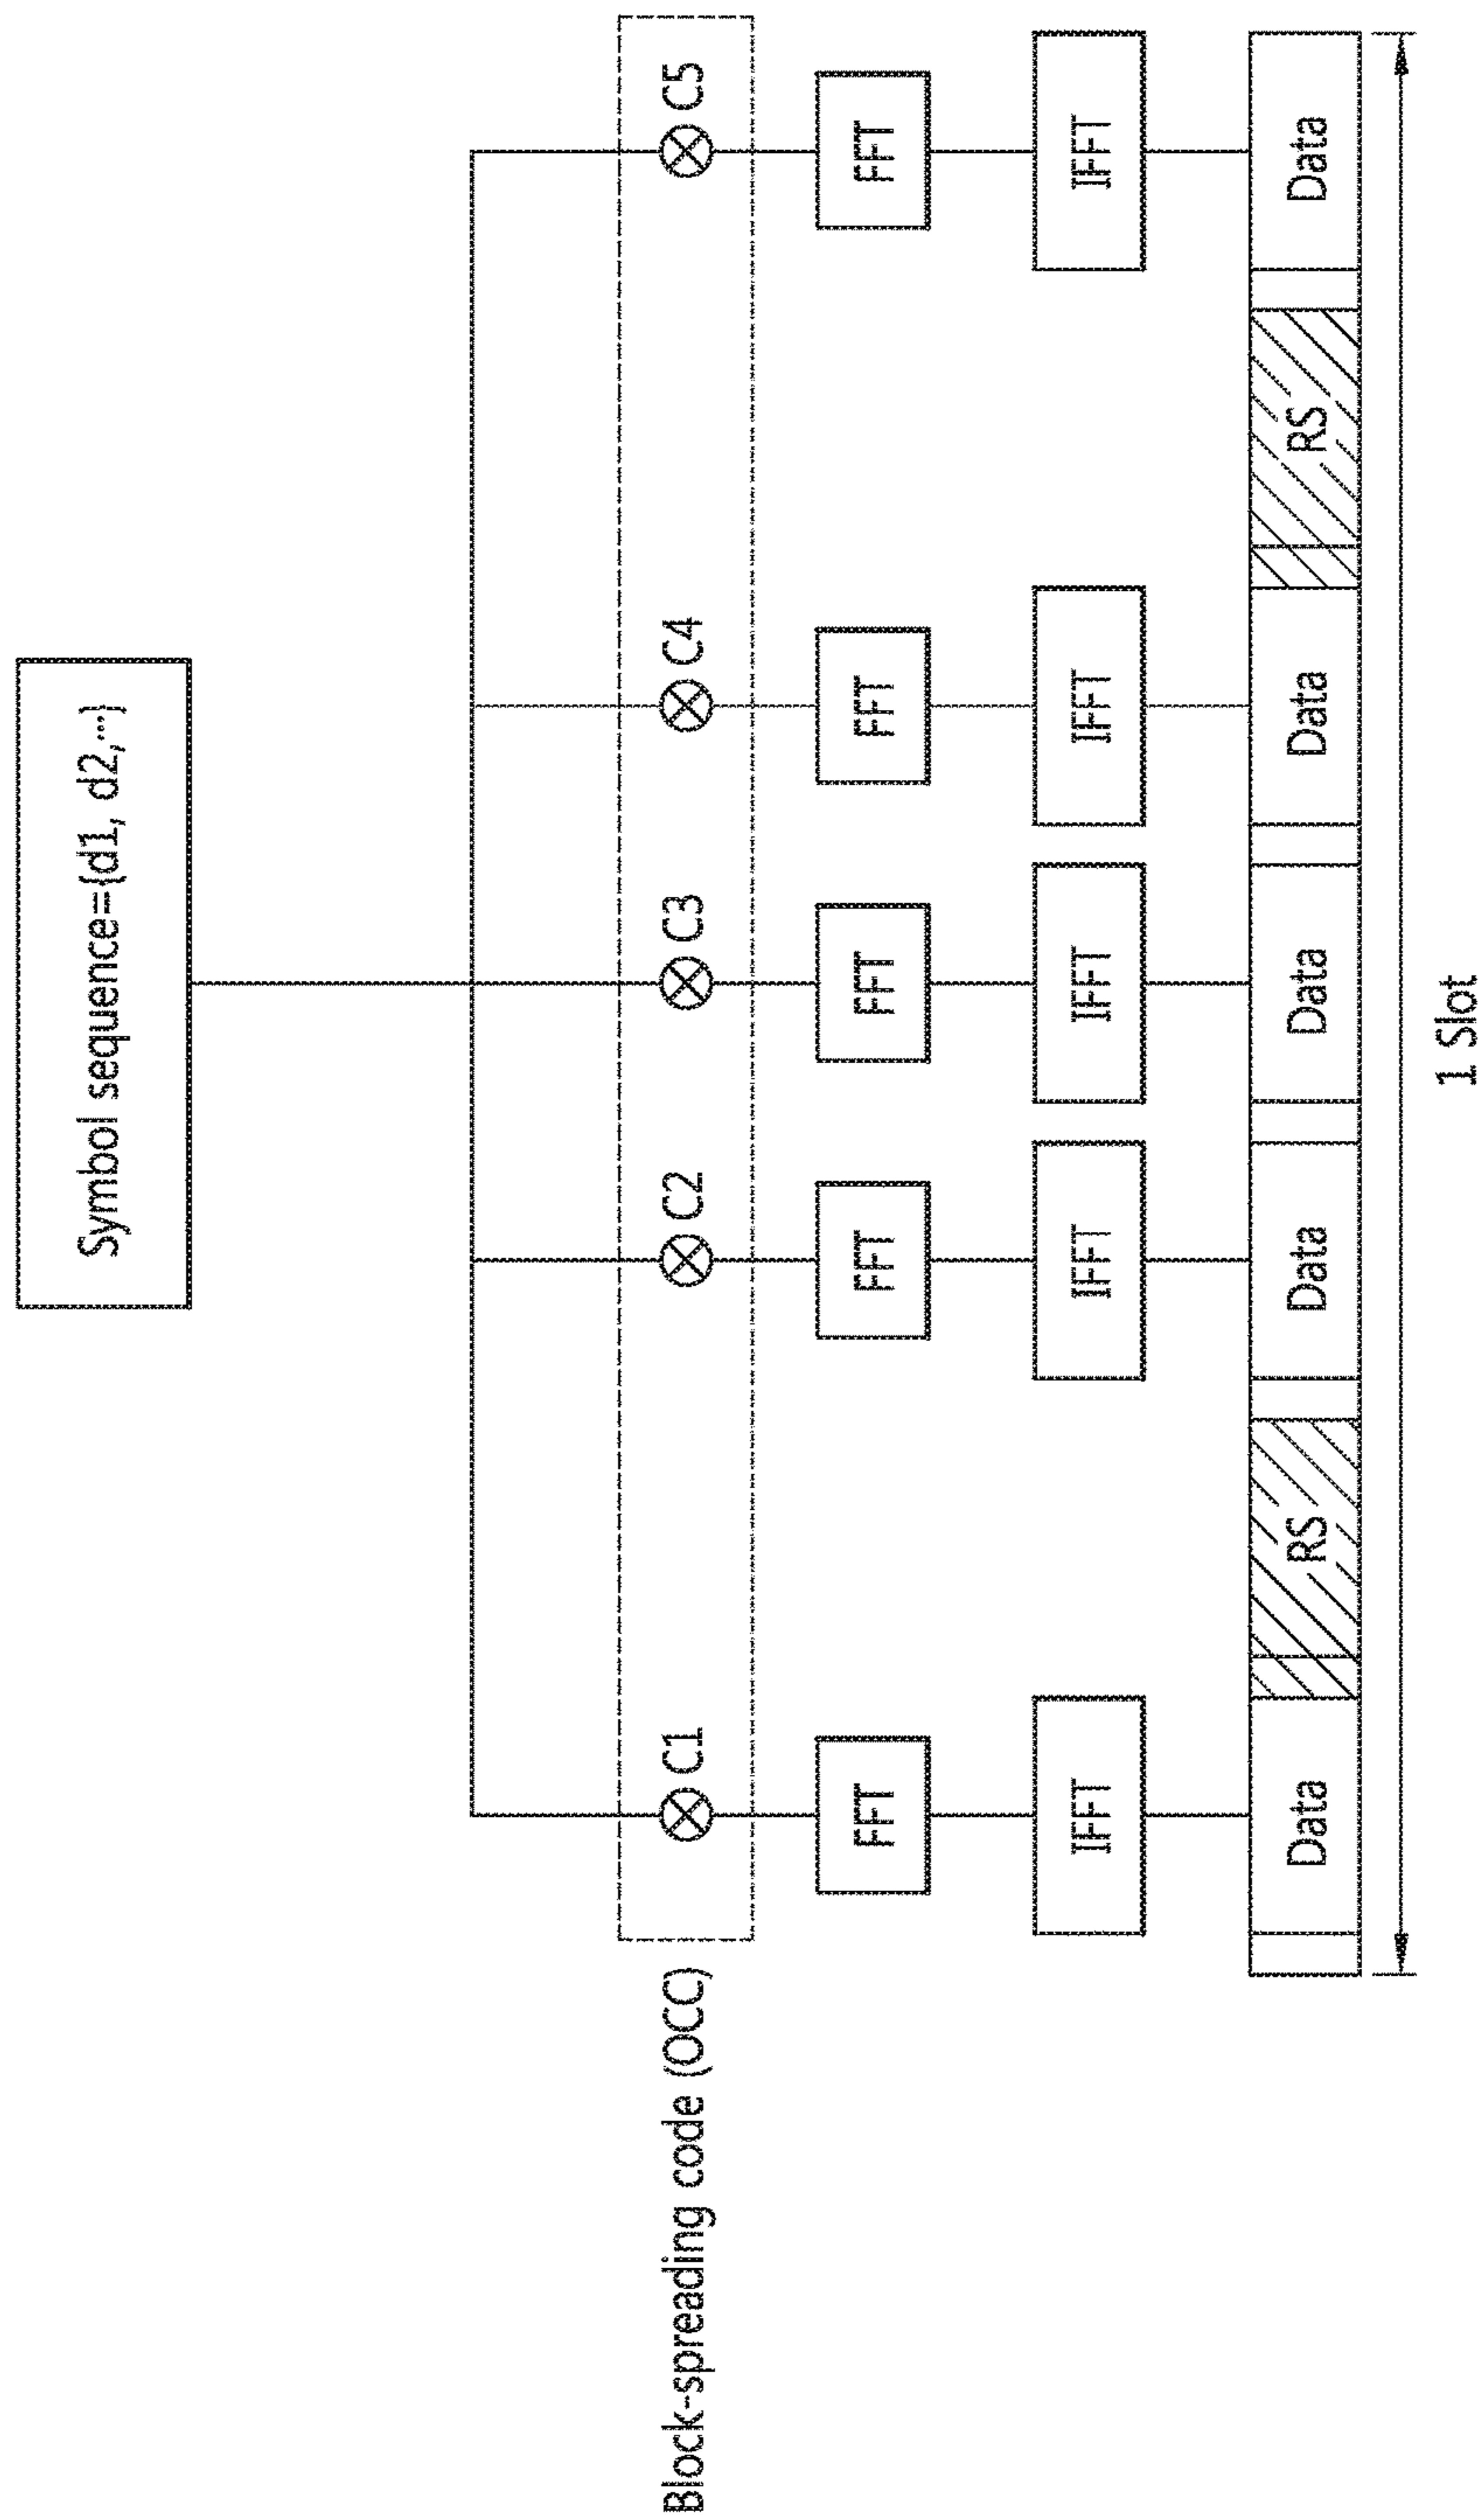 Symbol sequence={d1, d2,···}
Block-spreading code (OCC)
C1 C2 C3 C4 C5
FFT FFT FFT FFT FFT
IFFT IFFT IFFT IFFT IFFT
Data RS Data Data Data RS Data
1 Slot